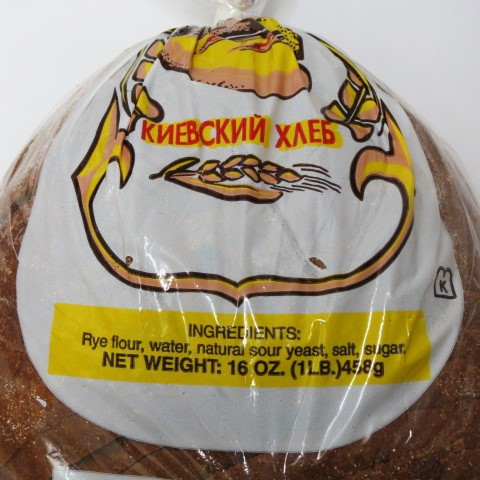 КИЕВСКИЙ ХЛЕБ
K
INGREDIENTS:
Rye flour, water, natural sour yeast, salt, sugar,
NET WEIGHT: 16 OZ. (1LB.)458g